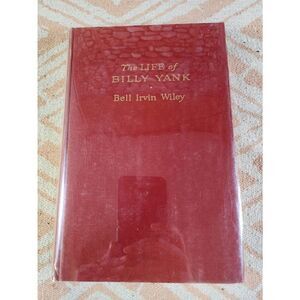 The LIFE of
BILLY YANK
Bell Irvin Wiley